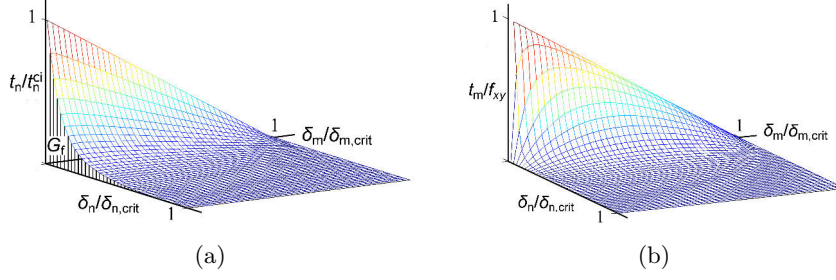 1
t_n/t_n^ci
G_f
δ_n/δ_n,crit
1
1
δ_m/δ_m,crit
(a)
1
t_m/f_xy
δ_n/δ_n,crit
1
1
δ_m/δ_m,crit
(b)